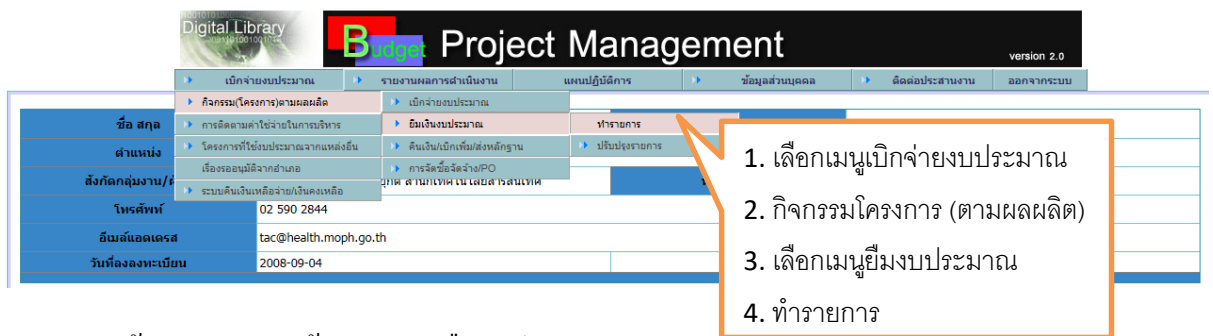 Digital Library
Budget Project Management
version 2.0
เบิกจ่ายงบประมาณ รายงานผลการดำเนินงาน แผนปฏิบัติการ ข้อมูลส่วนบุคคล ติดต่อประสานงาน ออกจากระบบ
กิจกรรม(โครงการ)ตามผลผลิต
การติดตามค่าใช้จ่ายในการบริหาร
โครงการที่ใช้งบประมาณจากแหล่งอื่น
เรื่องรออนุมัติจากอำเภอ
ระบบคืนเงินเหลือจ่าย/เงินคงเหลือ
เบิกจ่ายงบประมาณ
ยืมเงินงบประมาณ
คืนเงิน/เบิกเพิ่ม/ส่งหลักฐาน
การจัดซื้อจัดจ้าง/PO
ทำรายการ
ปรับปรุงรายการ
ชื่อ สกุล
ตำแหน่ง
สังกัดกลุ่มงาน/
โทรศัพท์ 02 590 2844
อีเมล์แอดเดรส tac@health.moph.go.th
วันที่ลงลงทะเบียน 2008-09-04
1. เลือกเมนูเบิกจ่ายงบประมาณ
2. กิจกรรมโครงการ (ตามผลผลิต)
3. เลือกเมนูยืมงบประมาณ
4. ทำรายการ